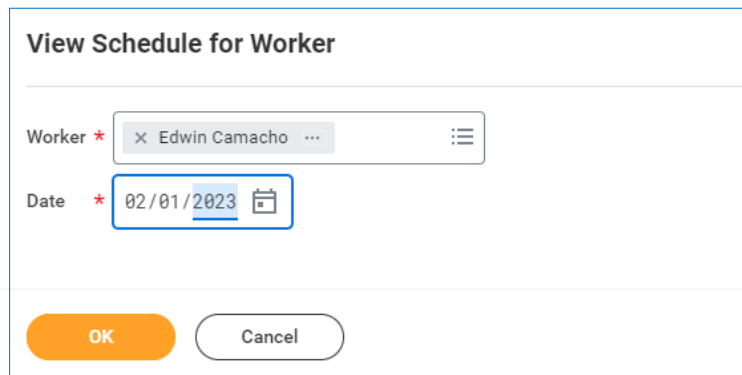 View Schedule for Worker
Worker * × Edwin Camacho ···
Date * 02/01/2023
OK Cancel